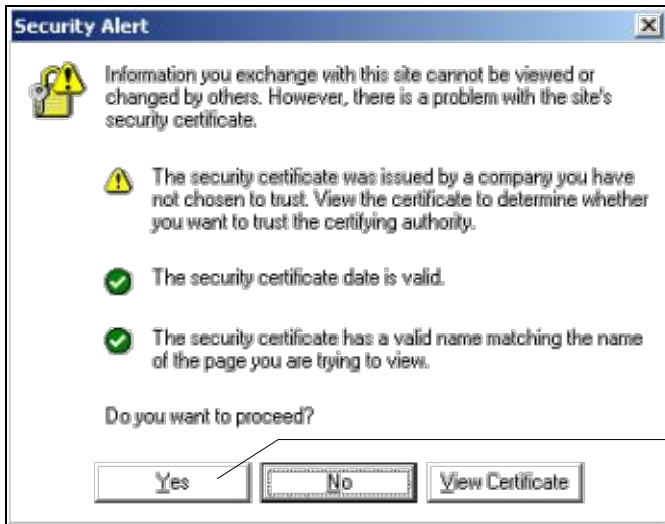 Security Alert
Information you exchange with this site cannot be viewed or
changed by others. However, there is a problem with the site's
security certificate.
The security certificate was issued by a company you have
not chosen to trust. View the certificate to determine whether
you want to trust the certifying authority.
The security certificate date is valid.
The security certificate has a valid name matching the name
of the page you are trying to view.
Do you want to proceed?
Yes No View Certificate